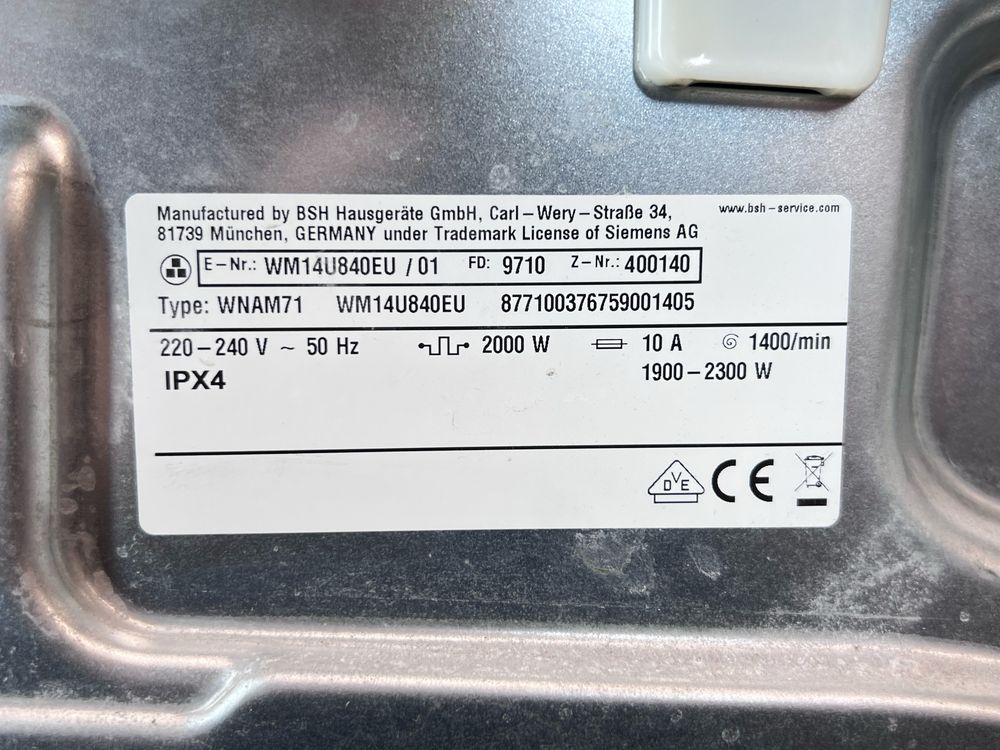 Manufactured by BSH Hausgeräte GmbH, Carl-Wery-Straße 34, www.bsh-service.com
81739 München, GERMANY under Trademark License of Siemens AG
E-Nr.: WM14U840EU / 01 FD: 9710 Z-Nr.: 400140
Type: WNAM71 WM14U840EU 877100376759001405
220-240 V ~ 50 Hz 2000 W 10 A 1400/min
IPX4 1900-2300 W
DVE CE